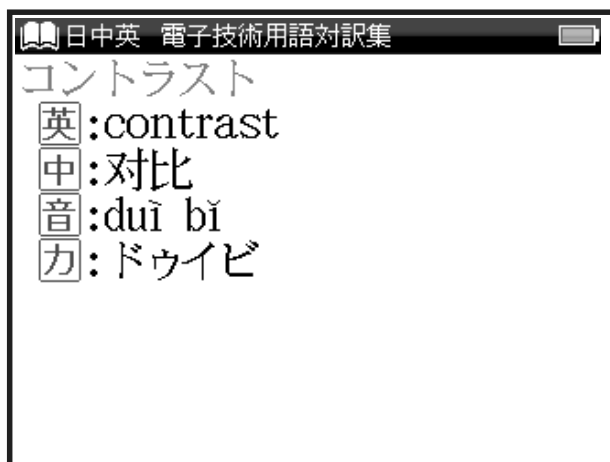 日中英 電子技術用語対訳集
コントラスト
英:contrast
中:对比
音:duì bǐ
カ:ドゥイビ